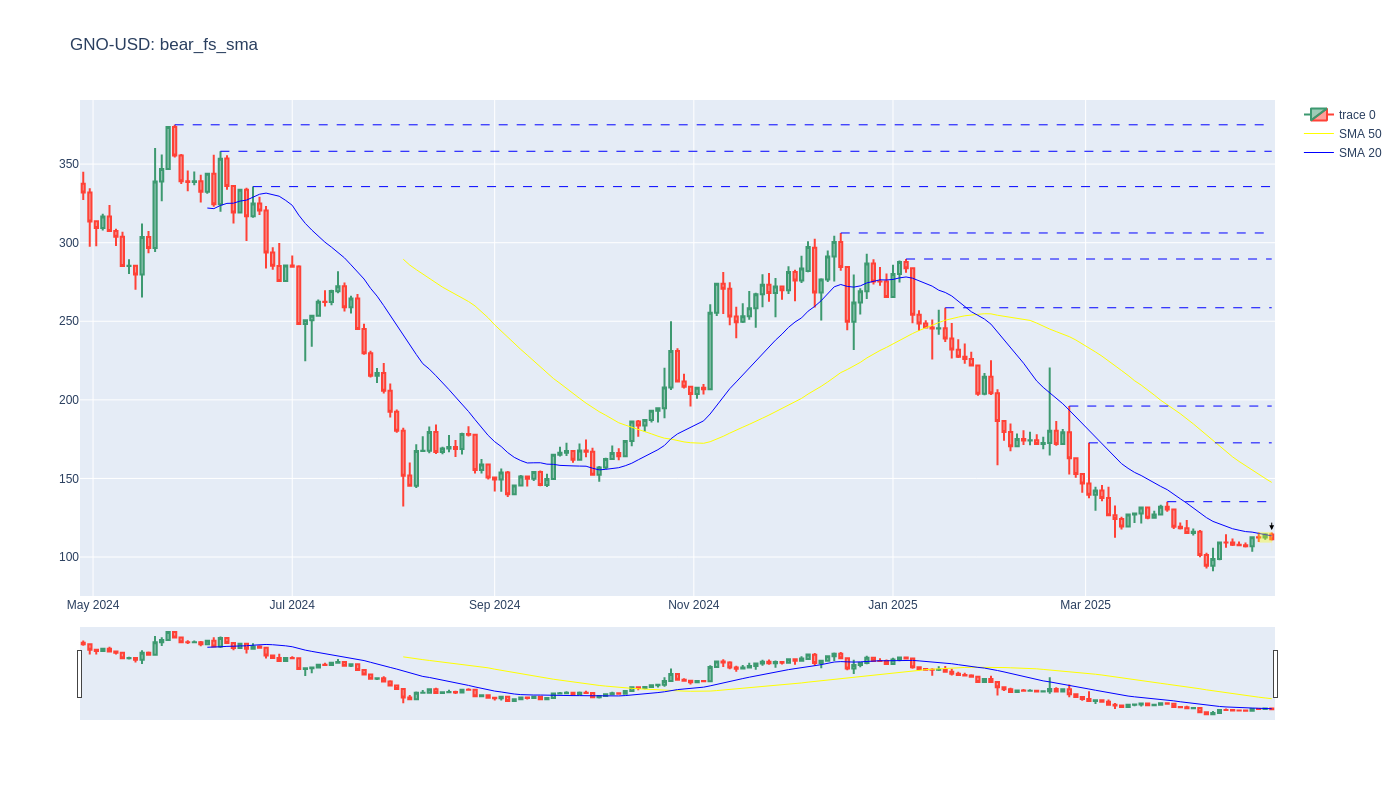 GNO-USD: bear_fs_sma
trace 0
SMA 50
SMA 20
350
300
250
200
150
100
May 2024
Jul 2024
Sep 2024
Nov 2024
Jan 2025
Mar 2025